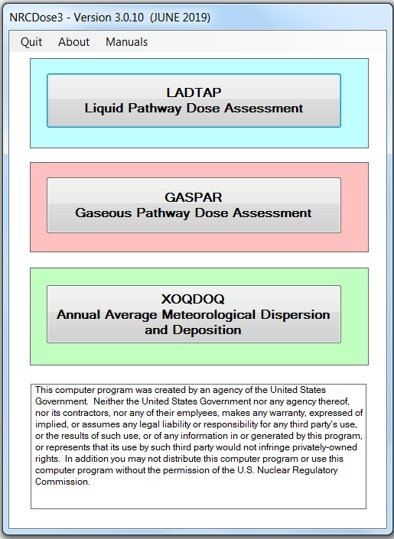 NRCDose3 - Version 3.0.10 (JUNE 2019)
Quit About Manuals
LADTAP
Liquid Pathway Dose Assessment
GASPAR
Gaseous Pathway Dose Assessment
XOQDOQ
Annual Average Meteorological Dispersion
and Deposition
This computer program was created by an agency of the United States
Government. Neither the United States Government nor any agency thereof,
nor its contractors, nor any of their emplyees, makes any warranty, expressed of
implied, or assumes any legal liability or responsibility for any third party's use,
or the results of such use, or of any information in or generated by this program,
or represents that its use by such third party would not infringe privately-owned
rights. In addition you may not distribute this computer program or use this
computer program without the permission of the U.S. Nuclear Regulatory
Commission.